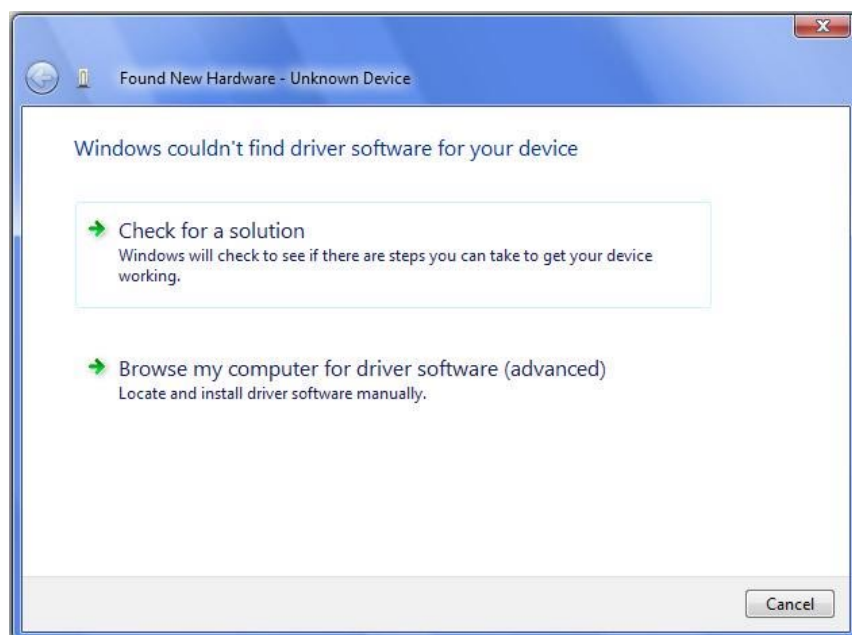 Found New Hardware - Unknown Device
Windows couldn't find driver software for your device
Check for a solution
Windows will check to see if there are steps you can take to get your device
working.
Browse my computer for driver software (advanced)
Locate and install driver software manually.
Cancel